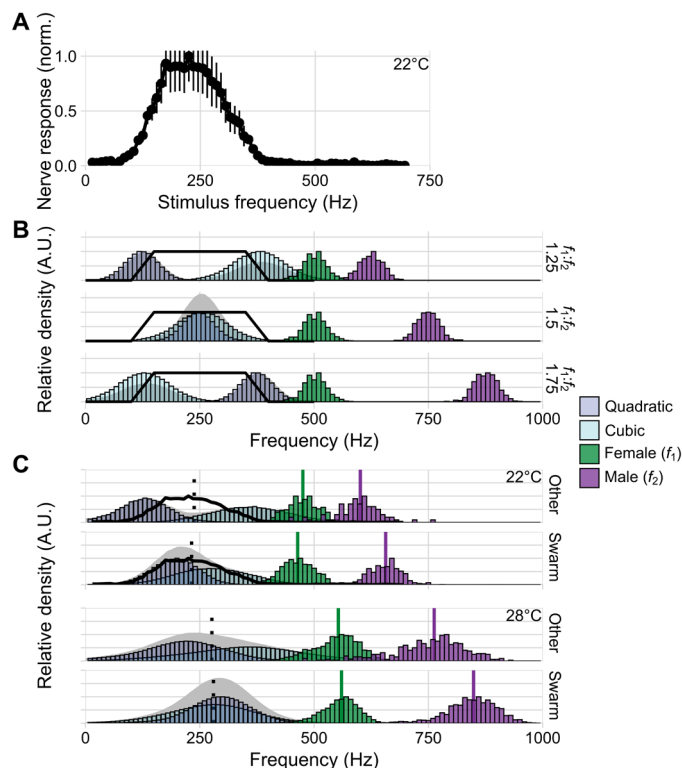 A
Nerve response (norm.)
1.0
0.5
0.0
22°C
0
250
500
750
Stimulus frequency (Hz)
B
Relative density (A.U.)
f1:f2
1.25
f1:f2
1.5
f1:f2
1.75
0
250
500
750
1000
Frequency (Hz)
Quadratic
Cubic
Female (f1)
Male (f2)
C
Relative density (A.U.)
22°C
Other
Swarm
28°C
Other
Swarm
0
250
500
750
1000
Frequency (Hz)